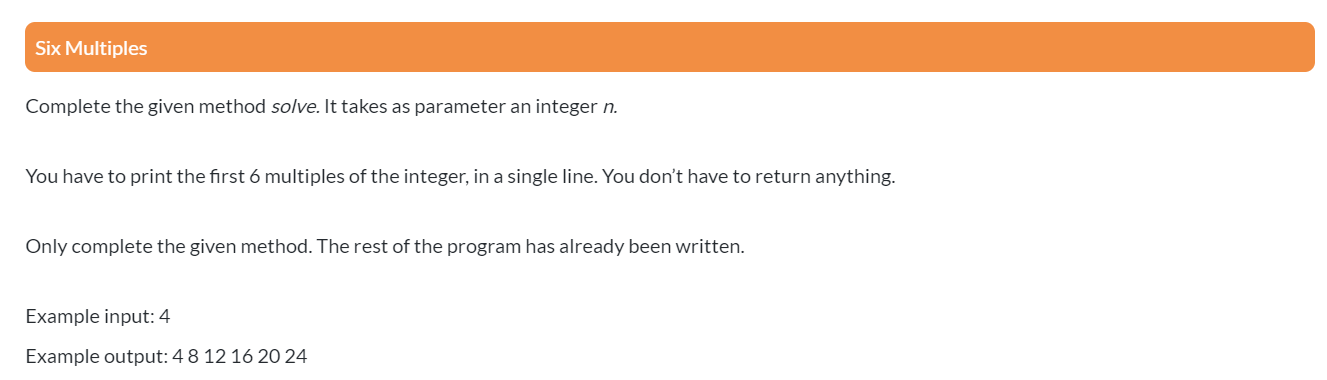 Six Multiples
Complete the given method solve. It takes as parameter an integer n.
You have to print the first 6 multiples of the integer, in a single line. You don’t have to return anything.
Only complete the given method. The rest of the program has already been written.
Example input: 4
Example output: 4 8 12 16 20 24